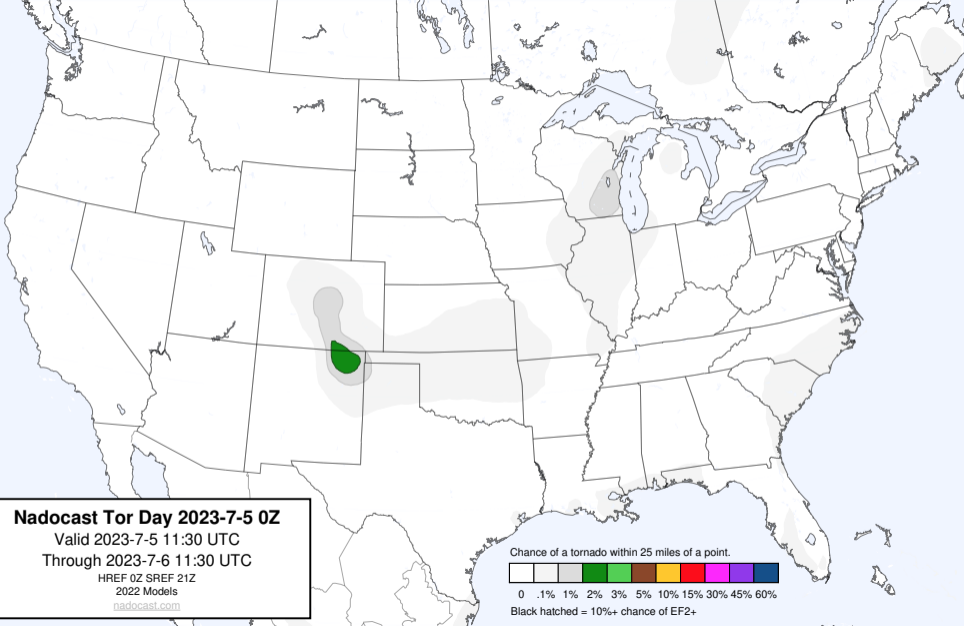 Nadocast Tor Day 2023-7-5 0Z
Valid 2023-7-5 11:30 UTC
Through 2023-7-6 11:30 UTC
HREF 0Z SREF 21Z
2022 Models
nadocast.com
Chance of a tornado within 25 miles of a point.
0 .1% 1% 2% 3% 5% 10% 15% 30% 45% 60%
Black hatched = 10%+ chance of EF2+